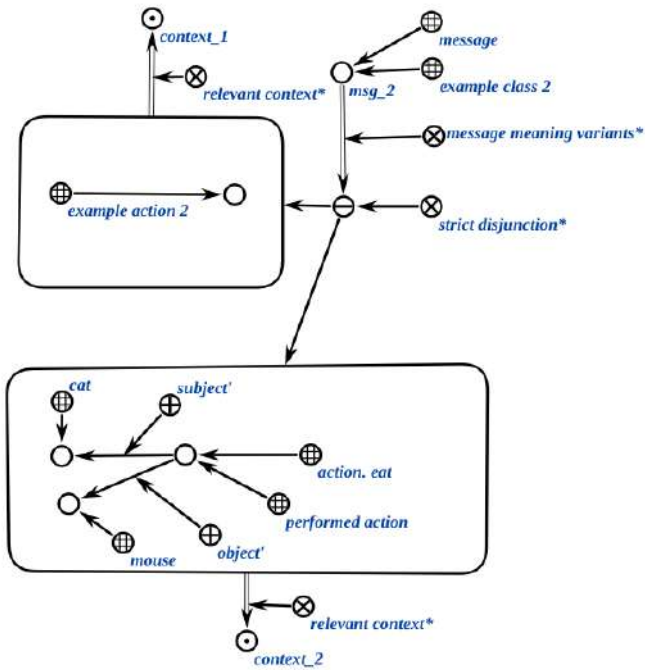 context_1
message
relevant context*
msg_2
example class 2
message meaning variants*
example action 2
strict disjunction*
cat
subject'
action. eat
performed action
mouse
object'
relevant context*
context_2